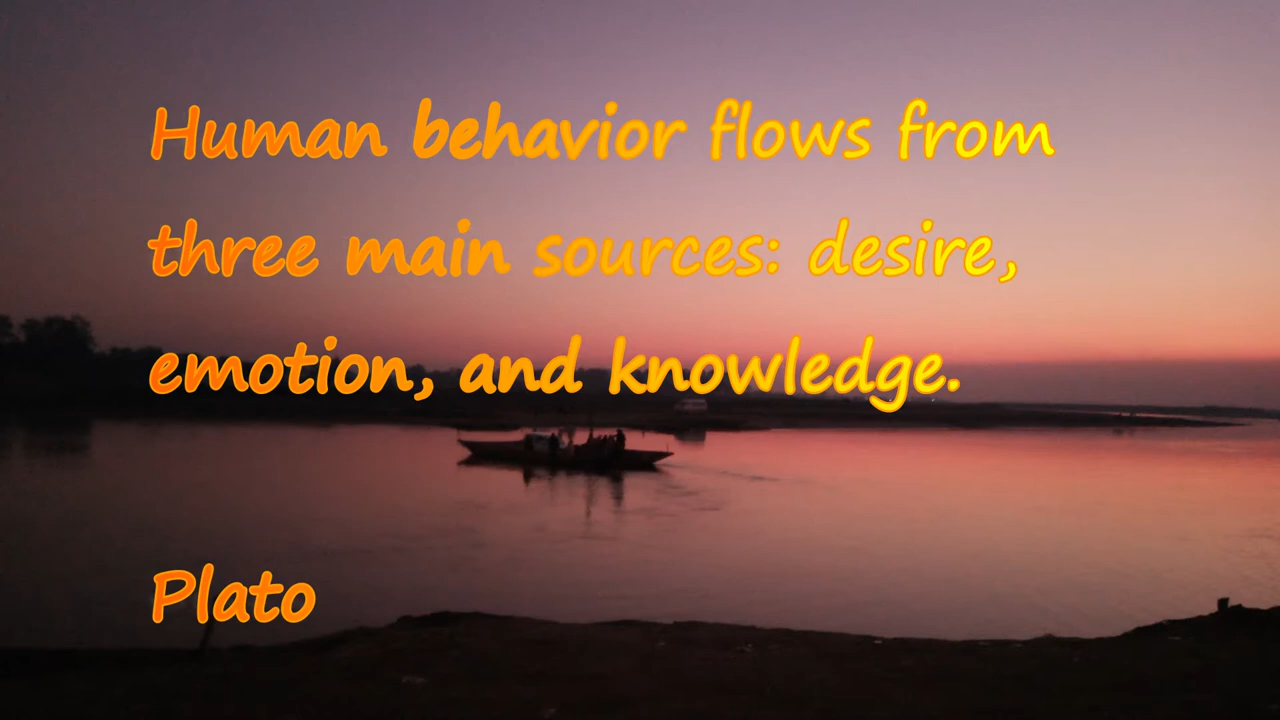 Human behavior flows from
three main sources: desire,
emotion, and knowledge.
Plato